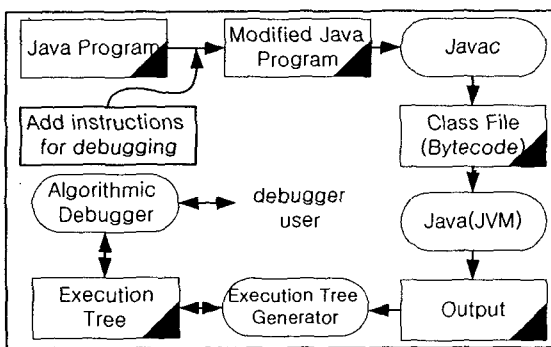 Java Program
Modified Java
Program
Javac
Add instructions
for debugging
Class File
(Bytecode)
Algorithmic
Debugger
debugger
user
Java(JVM)
Execution
Tree
Execution Tree
Generator
Output